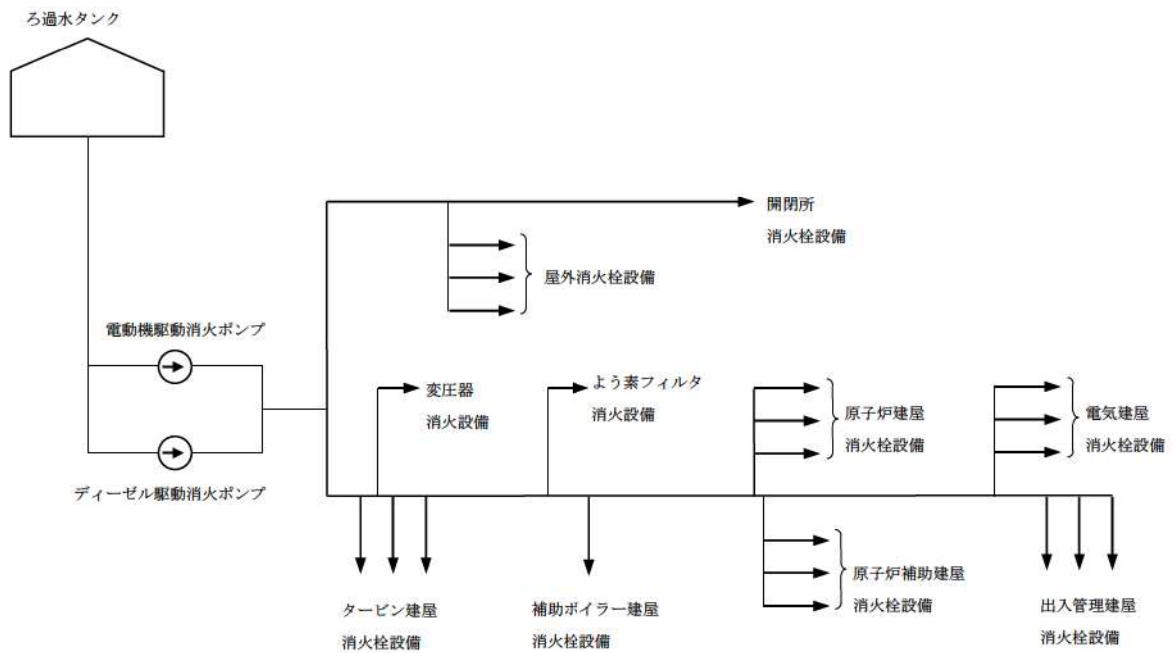 ろ過水タンク
開閉所
消火栓設備
屋外消火栓設備
電動機駆動消火ポンプ
ディーゼル駆動消火ポンプ
変圧器
消火設備
よう素フィルタ
消火設備
原子炉建屋
消火栓設備
電気建屋
消火栓設備
タービン建屋
消火栓設備
補助ボイラー建屋
消火栓設備
原子炉補助建屋
消火栓設備
出入管理建屋
消火栓設備